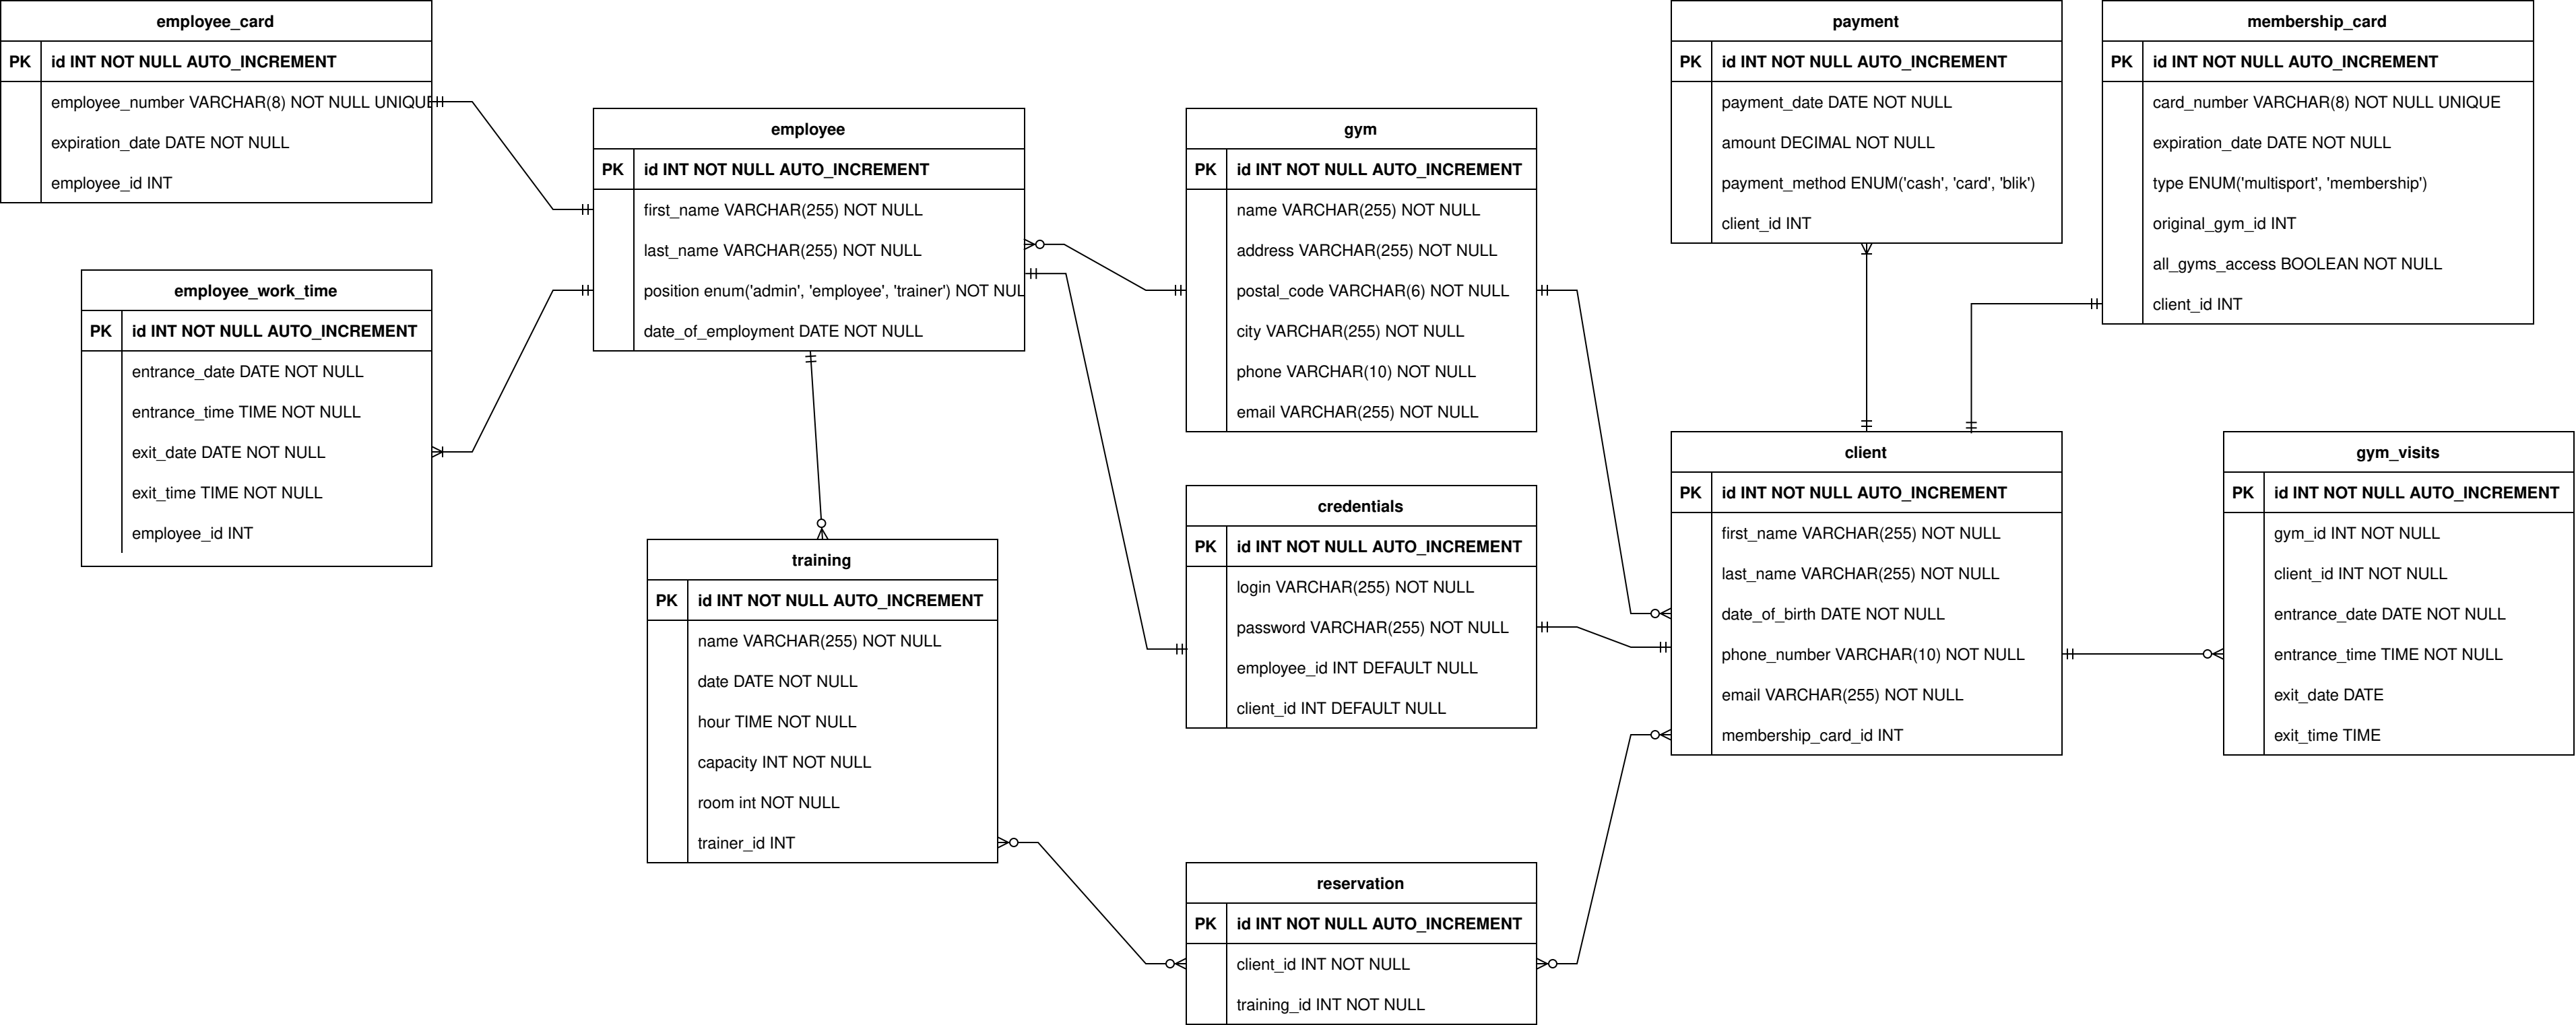 employee_card
PK id INT NOT NULL AUTO_INCREMENT
employee_number VARCHAR(8) NOT NULL UNIQUE
expiration_date DATE NOT NULL
employee_id INT
employee_work_time
PK id INT NOT NULL AUTO_INCREMENT
entrance_date DATE NOT NULL
entrance_time TIME NOT NULL
exit_date DATE NOT NULL
exit_time TIME NOT NULL
employee_id INT
employee
PK id INT NOT NULL AUTO_INCREMENT
first_name VARCHAR(255) NOT NULL
last_name VARCHAR(255) NOT NULL
position enum('admin', 'employee', 'trainer') NOT NUL
date_of_employment DATE NOT NULL
training
PK id INT NOT NULL AUTO_INCREMENT
name VARCHAR(255) NOT NULL
date DATE NOT NULL
hour TIME NOT NULL
capacity INT NOT NULL
room int NOT NULL
trainer_id INT
gym
PK id INT NOT NULL AUTO_INCREMENT
name VARCHAR(255) NOT NULL
address VARCHAR(255) NOT NULL
postal_code VARCHAR(6) NOT NULL
city VARCHAR(255) NOT NULL
phone VARCHAR(10) NOT NULL
email VARCHAR(255) NOT NULL
credentials
PK id INT NOT NULL AUTO_INCREMENT
login VARCHAR(255) NOT NULL
password VARCHAR(255) NOT NULL
employee_id INT DEFAULT NULL
client_id INT DEFAULT NULL
reservation
PK id INT NOT NULL AUTO_INCREMENT
client_id INT NOT NULL
training_id INT NOT NULL
payment
PK id INT NOT NULL AUTO_INCREMENT
payment_date DATE NOT NULL
amount DECIMAL NOT NULL
payment_method ENUM('cash', 'card', 'blik')
client_id INT
membership_card
PK id INT NOT NULL AUTO_INCREMENT
card_number VARCHAR(8) NOT NULL UNIQUE
expiration_date DATE NOT NULL
type ENUM('multisport', 'membership')
original_gym_id INT
all_gyms_access BOOLEAN NOT NULL
client_id INT
client
PK id INT NOT NULL AUTO_INCREMENT
first_name VARCHAR(255) NOT NULL
last_name VARCHAR(255) NOT NULL
date_of_birth DATE NOT NULL
phone_number VARCHAR(10) NOT NULL
email VARCHAR(255) NOT NULL
membership_card_id INT
gym_visits
PK id INT NOT NULL AUTO_INCREMENT
gym_id INT NOT NULL
client_id INT NOT NULL
entrance_date DATE NOT NULL
entrance_time TIME NOT NULL
exit_date DATE
exit_time TIME